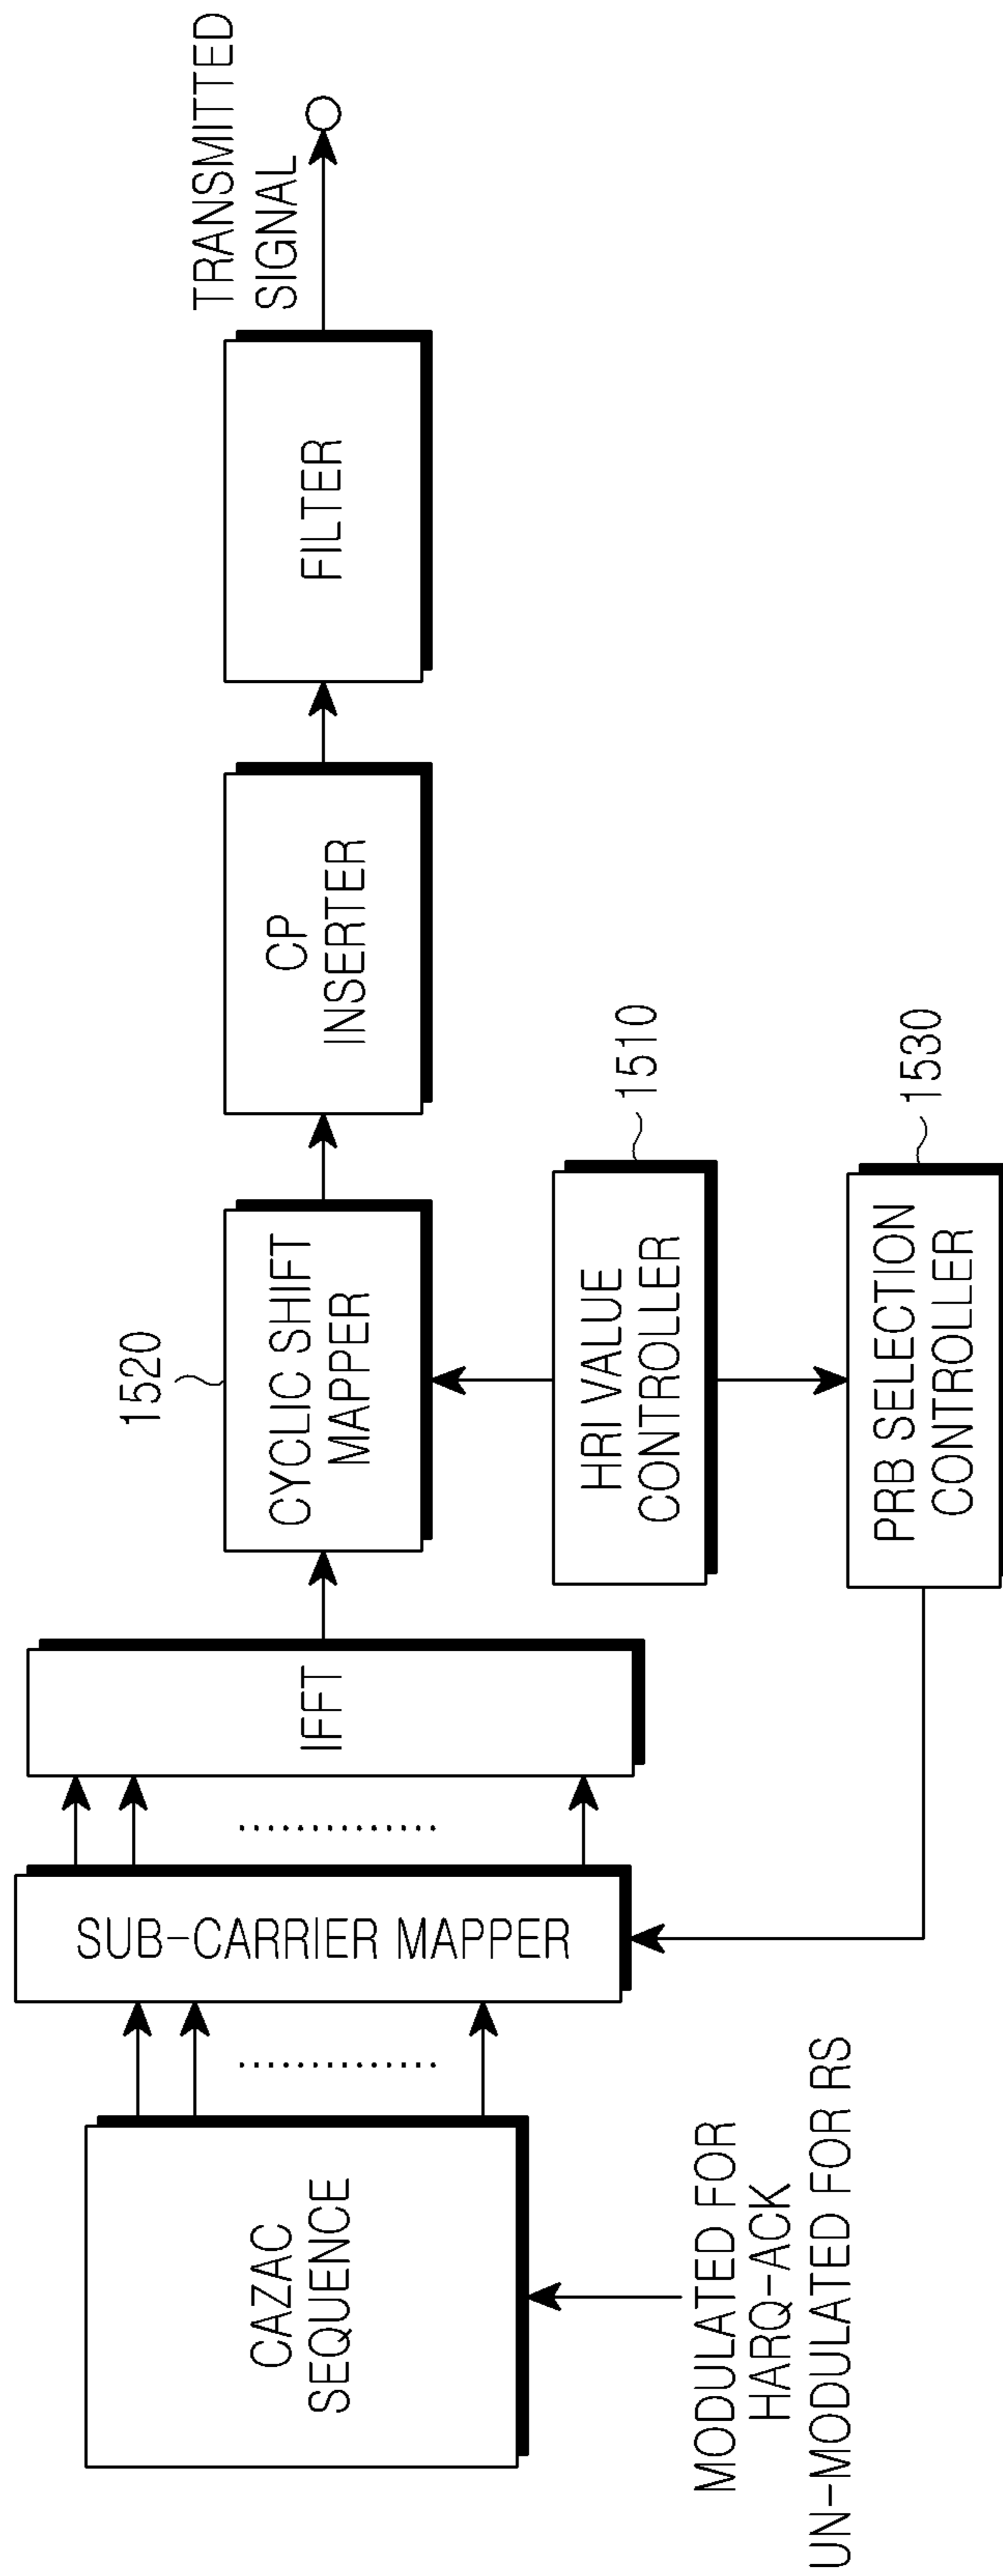 CAZAC
SEQUENCE
MODULATED FOR
HARQ-ACK
UN-MODULATED FOR RS
SUB-CARRIER MAPPER
IFFT
1520
CYCLIC SHIFT
MAPPER
HRI VALUE
CONTROLLER
1510
PRB SELECTION
CONTROLLER
1530
CP
INSERTER
FILTER
TRANSMITTED
SIGNAL